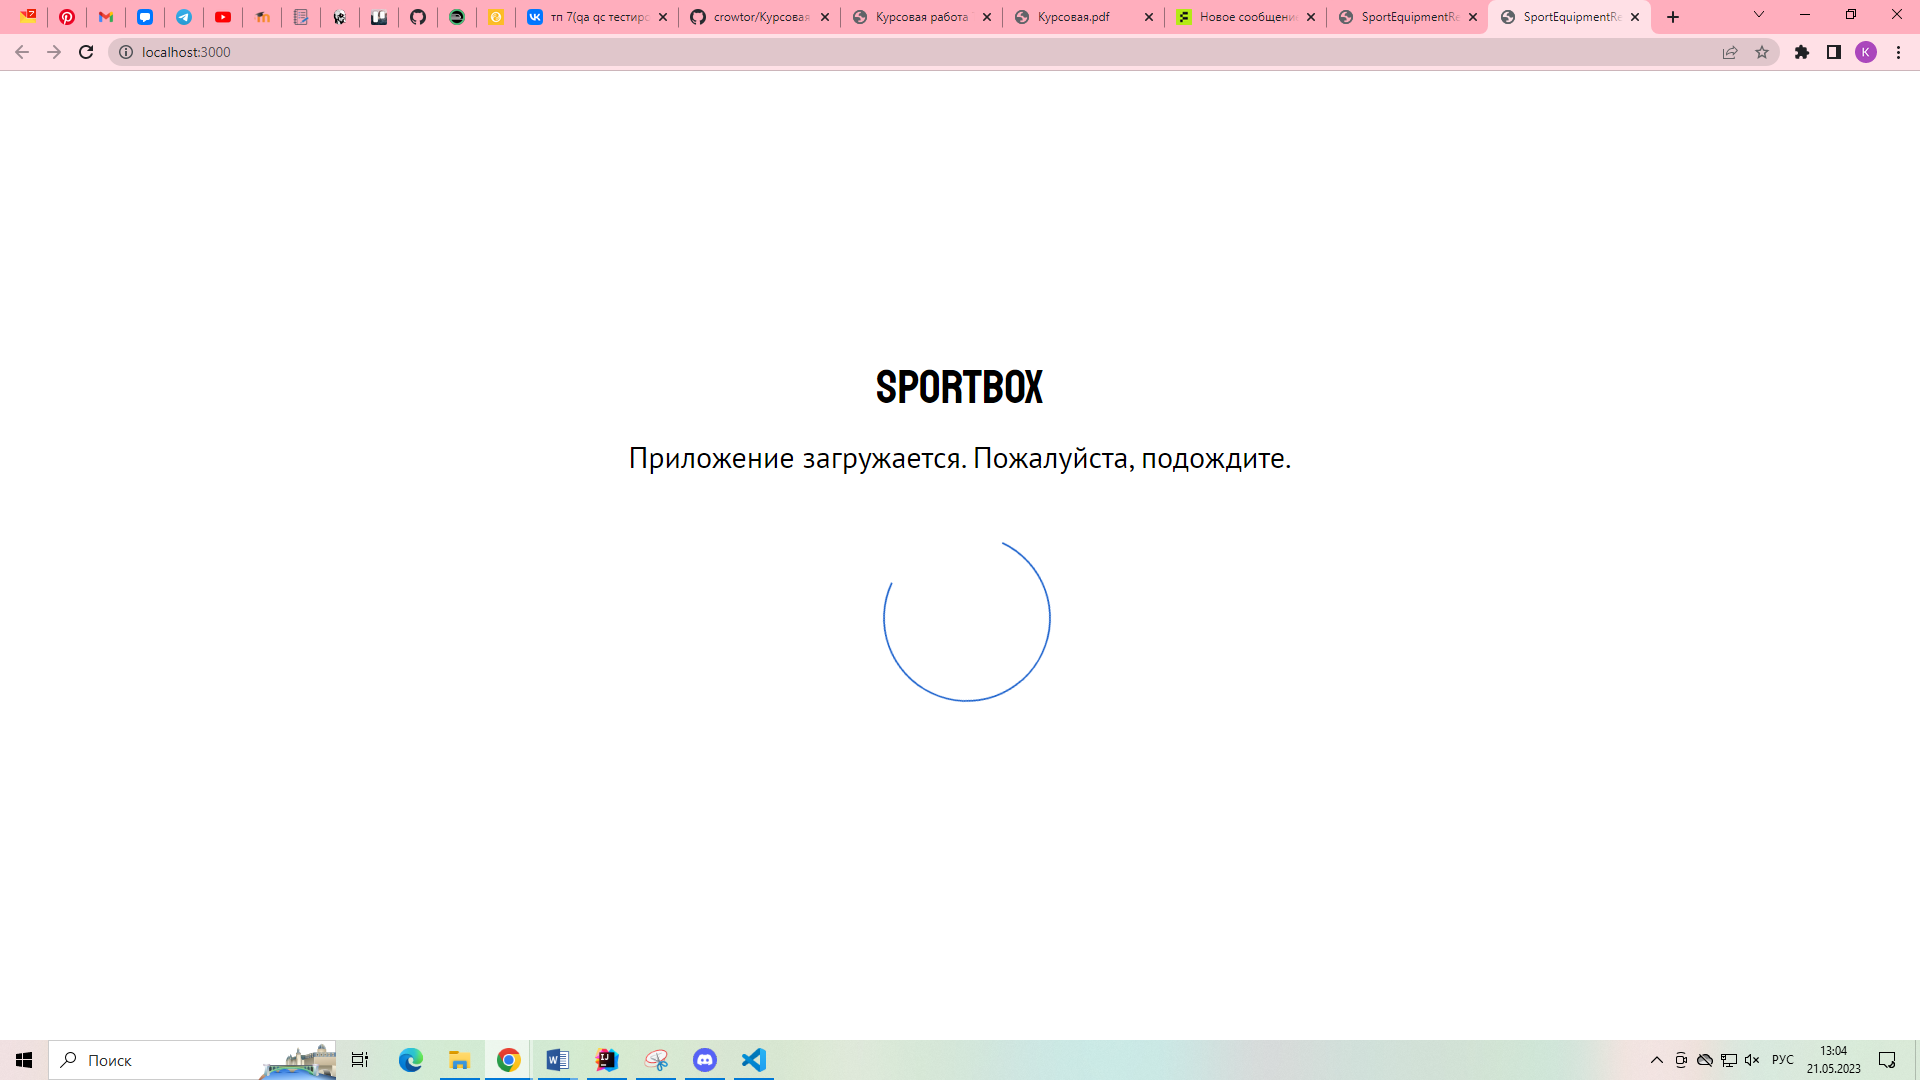 тп 7(qa qc тестиро
crowtor/Курсовая
Курсовая работа
Курсовая.pdf
Новое сообщение
SportEquipmentRe
SportEquipmentRe
localhost:3000
K
SPORTBOX
Приложение загружается. Пожалуйста, подождите.
Поиск
РУС
13:04
21.05.2023